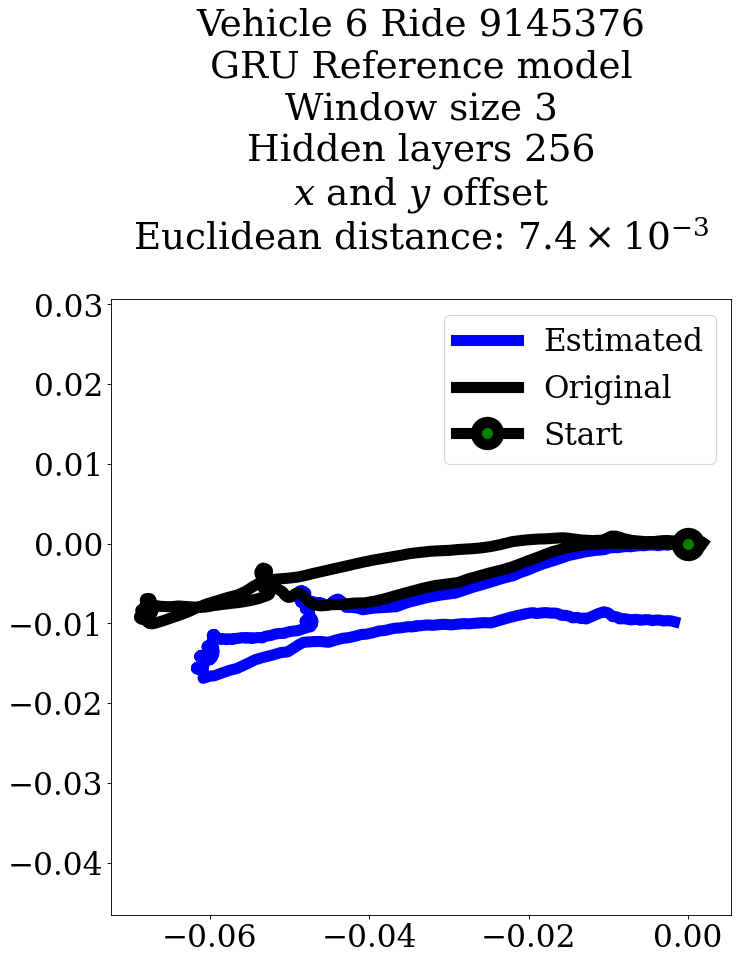 Vehicle 6 Ride 9145376
GRU Reference model
Window size 3
Hidden layers 256
x and y offset
Euclidean distance: 7.4 × 10⁻³
0.03
0.02
0.01
0.00
−0.01
−0.02
−0.03
−0.04
Estimated
Original
Start
−0.06 −0.04 −0.02 0.00